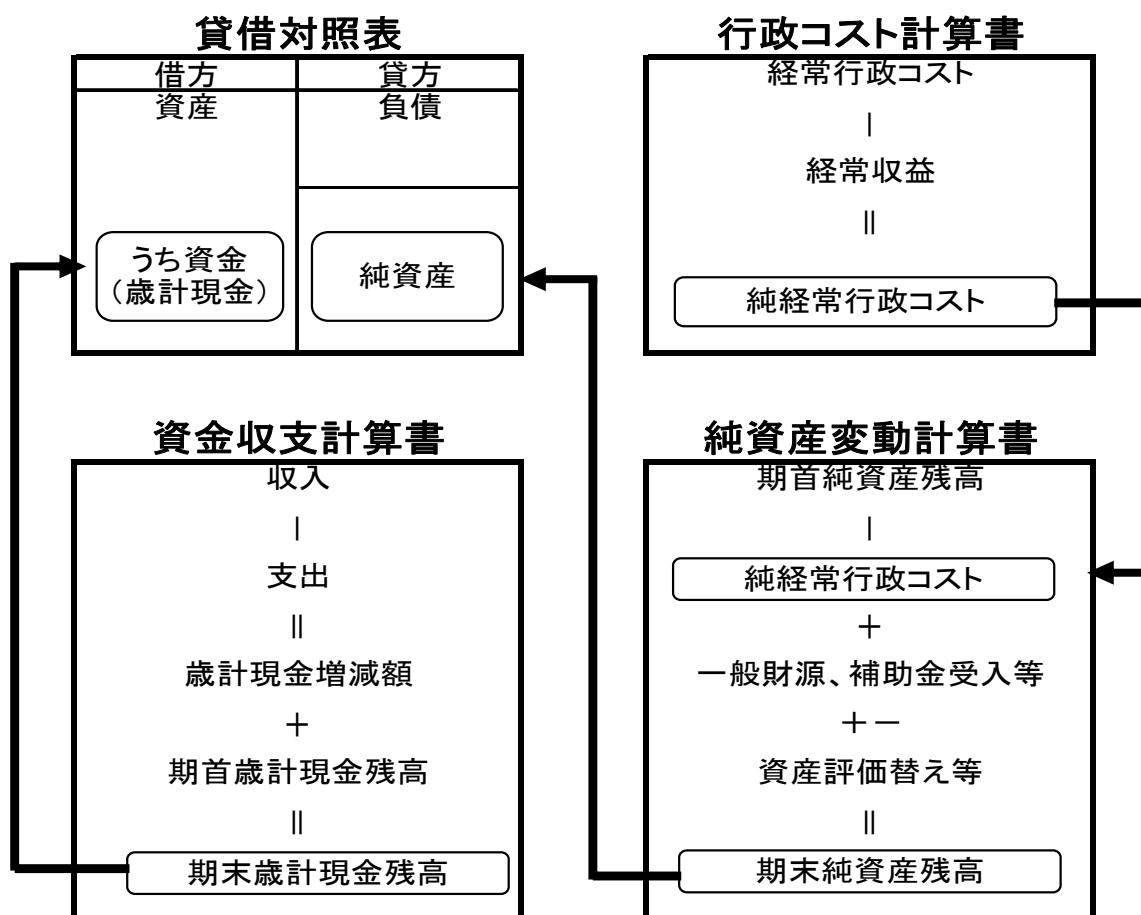 貸借対照表
借方
貸方
資産
負債
うち資金
(歳計現金)
純資産
行政コスト計算書
経常行政コスト
－
経常収益
＝
純経常行政コスト
資金収支計算書
収入
－
支出
＝
歳計現金増減額
＋
期首歳計現金残高
＝
期末歳計現金残高
純資産変動計算書
期首純資産残高
－
純経常行政コスト
＋
一般財源、補助金受入等
＋－
資産評価替え等
＝
期末純資産残高